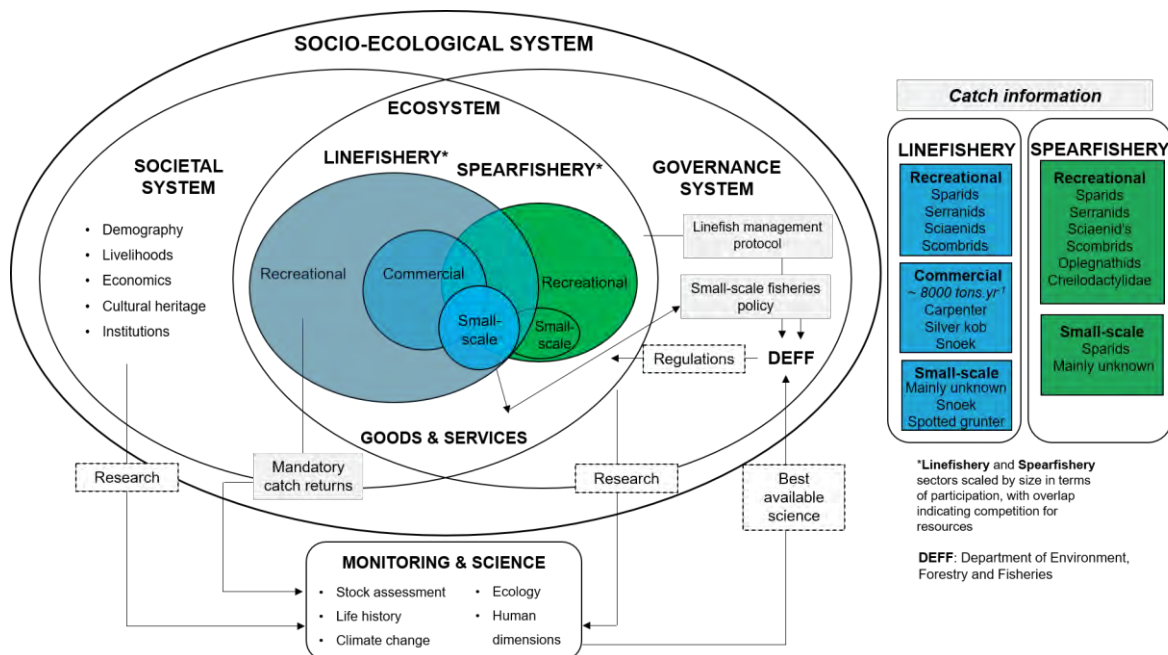 SOCIO-ECOLOGICAL SYSTEM
ECOSYSTEM
SOCIETAL
SYSTEM
• Demography
• Livelihoods
• Economics
• Cultural heritage
• Institutions
LINEFISHERY*
SPEARFISHERY*
Recreational
Commercial
Small-
scale
Small-
scale
Recreational
GOVERNANCE
SYSTEM
Linefish management
protocol
Small-scale fisheries
policy
Regulations
DEFF
GOODS & SERVICES
Research
Mandatory
catch returns
Research
Best
available
science
MONITORING & SCIENCE
• Stock assessment
• Life history
• Climate change
• Ecology
• Human
dimensions
Catch information
LINEFISHERY
Recreational
Sparids
Serranids
Sciaenids
Scombrids
Commercial
~ 8000 tons.yr⁻¹
Carpenter
Silver kob
Snoek
Small-scale
Mainly unknown
Snoek
Spotted grunter
SPEARFISHERY
Recreational
Sparids
Serranids
Sciaenid's
Scombrids
Oplegnathids
Cheilodactylidae
Small-scale
Sparids
Mainly unknown
*Linefishery and Spearfishery
sectors scaled by size in terms
of participation, with overlap
indicating competition for
resources
DEFF: Department of Environment,
Forestry and Fisheries